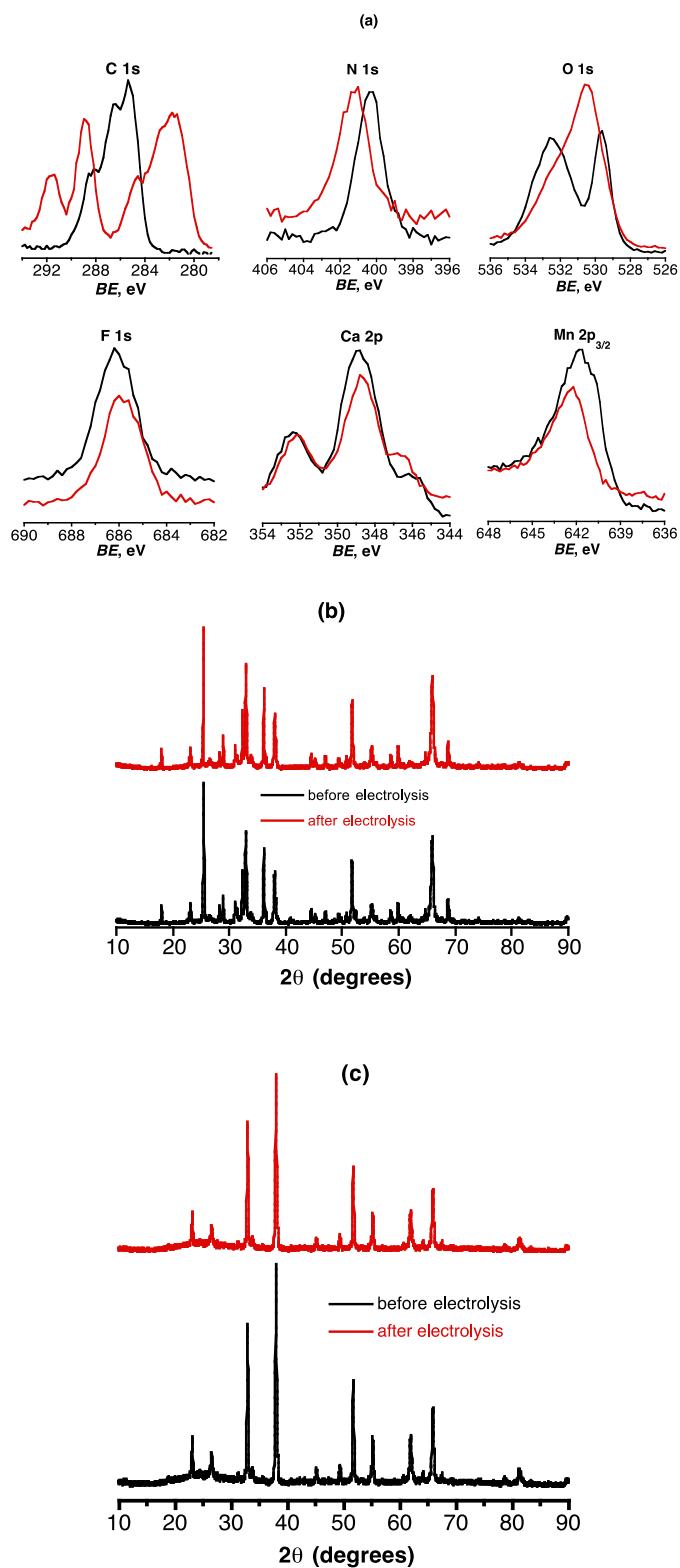 (a)
C 1s
N 1s
O 1s
292 288 284 280
BE, eV
406 404 402 400 398 396
BE, eV
536 534 532 530 528 526
BE, eV
F 1s
Ca 2p
Mn 2p3/2
690 688 686 684 682
BE, eV
354 352 350 348 346 344
BE, eV
648 645 642 639 636
BE, eV
(b)
before electrolysis
after electrolysis
10 20 30 40 50 60 70 80 90
2θ (degrees)
(c)
before electrolysis
after electrolysis
10 20 30 40 50 60 70 80 90
2θ (degrees)